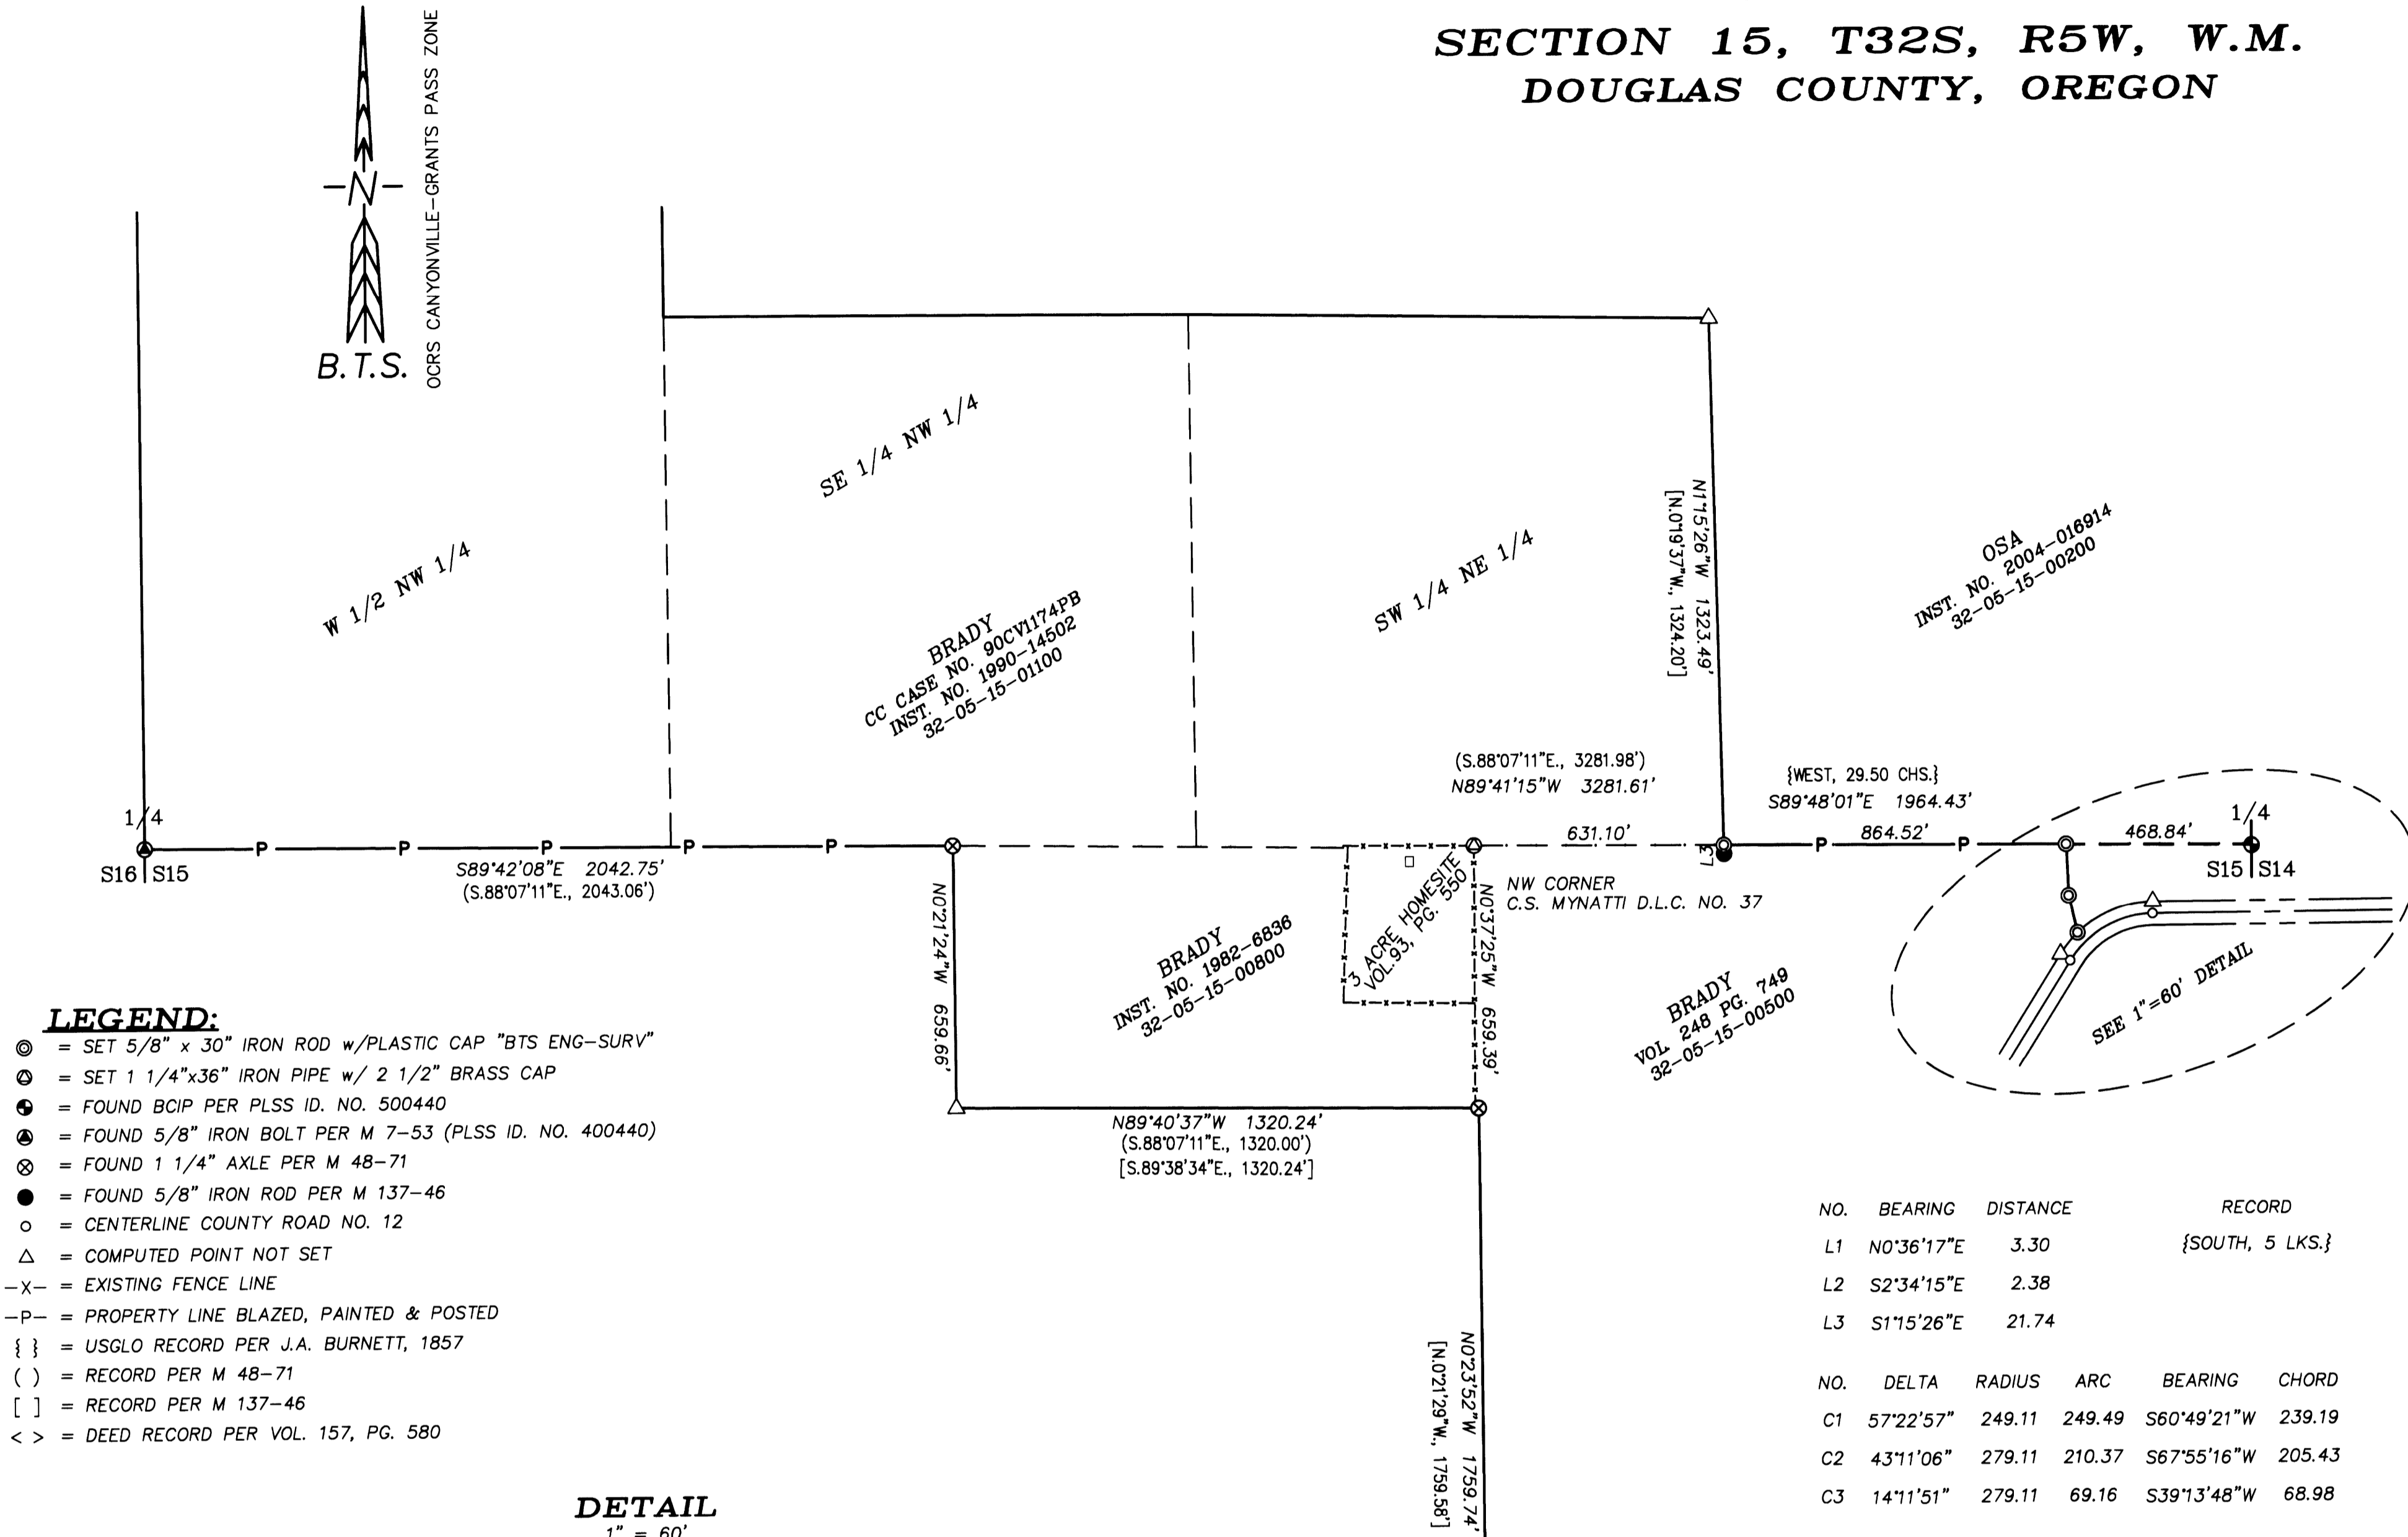 SECTION 15, T32S, R5W, W.M.
DOUGLAS COUNTY, OREGON
OCRS CANYONVILLE-GRANTS PASS ZONE
-N-
B.T.S.
W 1/2 NW 1/4
SE 1/4 NW 1/4
SW 1/4 NE 1/4
BRADY
CC CASE NO. 90CV1174PB
INST. NO. 1990-14502
32-05-15-01100
N1°15'26"W 1323.49'
[N.0°19'37"W., 1324.20']
OSA
INST. NO. 2004-016914
32-05-15-00200
(S.88°07'11"E., 3281.98')
N89°41'15"W 3281.61'
{WEST, 29.50 CHS.}
S89°48'01"E 1964.43'
1/4
S16 S15
P P P P P
S89°42'08"E 2042.75'
(S.88°07'11"E., 2043.06')
631.10'
37
P P
864.52'
468.84'
1/4
S15 S14
NW CORNER
C.S. MYNATTI D.L.C. NO. 37
N0°21'24"W 659.66'
BRADY
INST. NO. 1982-6836
32-05-15-00800
3 ACRE HOMESITE
VOL.93, PG. 550
N0°37'25"W 659.39'
BRADY
VOL. 248 PG. 749
32-05-15-00500
SEE 1"=60' DETAIL
N89°40'37"W 1320.24'
(S.88°07'11"E., 1320.00')
[S.89°38'34"E., 1320.24']
N0°23'52"W 1759.74'
[N.0°21'29"W., 1759.58']
LEGEND:
= SET 5/8" x 30" IRON ROD w/PLASTIC CAP "BTS ENG-SURV"
= SET 1 1/4"x36" IRON PIPE w/ 2 1/2" BRASS CAP
= FOUND BCIP PER PLSS ID. NO. 500440
= FOUND 5/8" IRON BOLT PER M 7-53 (PLSS ID. NO. 400440)
= FOUND 1 1/4" AXLE PER M 48-71
= FOUND 5/8" IRON ROD PER M 137-46
= CENTERLINE COUNTY ROAD NO. 12
= COMPUTED POINT NOT SET
-X- = EXISTING FENCE LINE
-P- = PROPERTY LINE BLAZED, PAINTED & POSTED
{ } = USGLO RECORD PER J.A. BURNETT, 1857
( ) = RECORD PER M 48-71
[ ] = RECORD PER M 137-46
< > = DEED RECORD PER VOL. 157, PG. 580
NO. BEARING DISTANCE RECORD
L1 N0°36'17"E 3.30 {SOUTH, 5 LKS.}
L2 S2°34'15"E 2.38
L3 S1°15'26"E 21.74
NO. DELTA RADIUS ARC BEARING CHORD
C1 57°22'57" 249.11 249.49 S60°49'21"W 239.19
C2 43°11'06" 279.11 210.37 S67°55'16"W 205.43
C3 14°11'51" 279.11 69.16 S39°13'48"W 68.98
DETAIL
1" = 60'